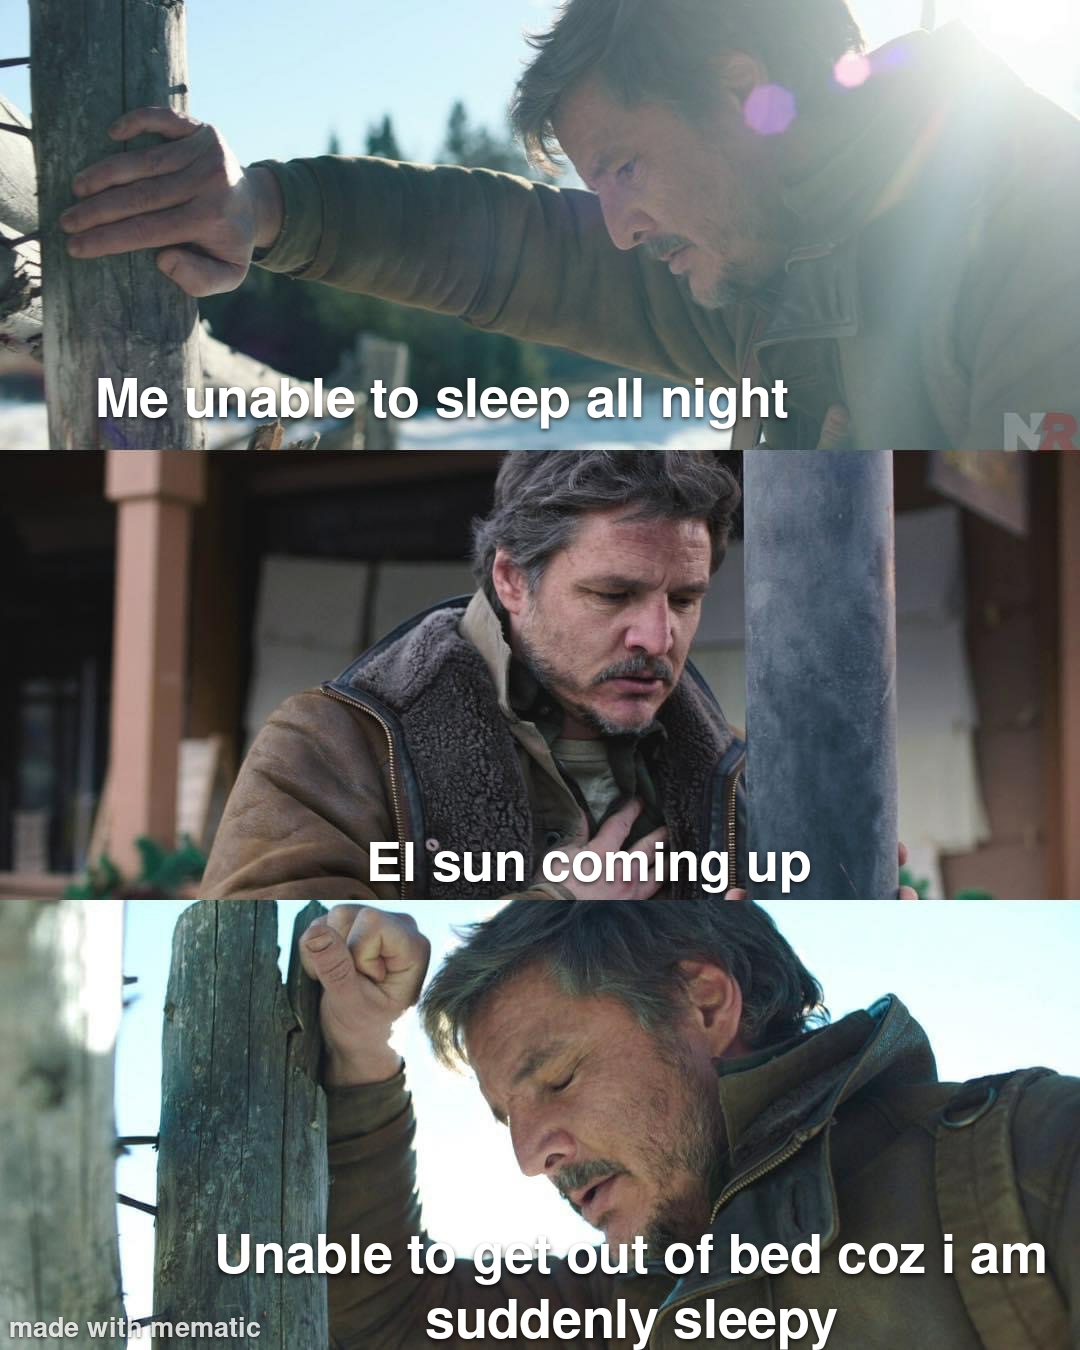 Me unable to sleep all night
NR
El sun coming up
Unable to get out of bed coz i am
suddenly sleepy
made with mematic